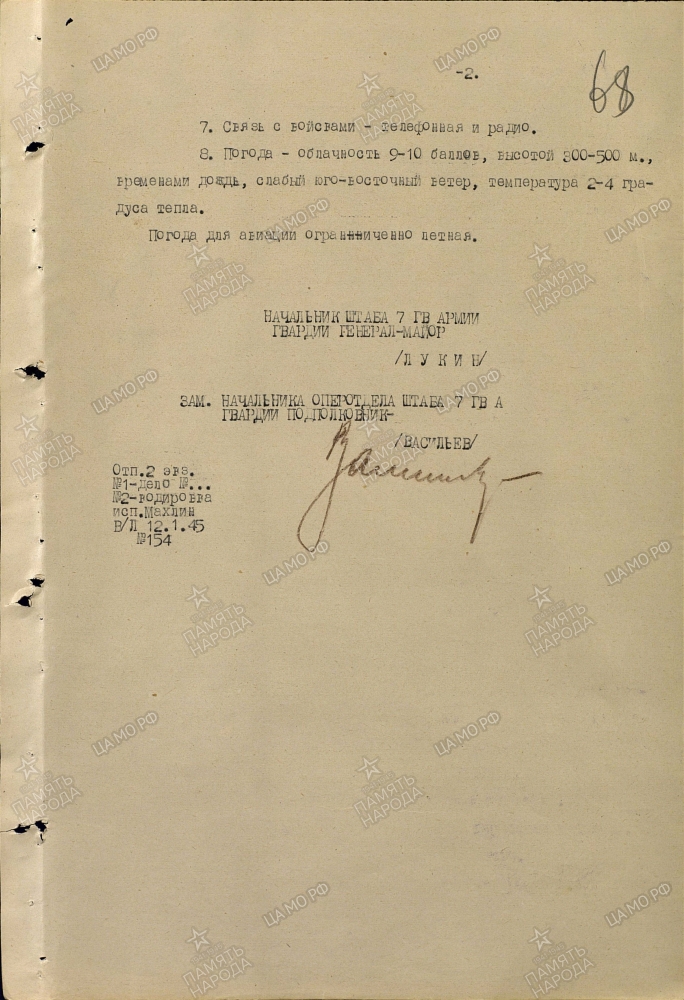 -2.
68
7. Связь с войсвами - телефонная и радио.
8. Погода - облачность 9-10 баллов, высотой 300-500 м.,
временами дождь, слабый юго-восточный ветер, температура 2-4 гра-
дуса тепла.
Погода для авиации ограниченно летная.
НАЧАЛЬНИК ШТАБА 7 ГВ АРМИИ
ГВАРДИИ ГЕНЕРАЛ-МАЙОР
/Л У К И Н/
ЗАМ. НАЧАЛЬНИКА ОПЕРОТДЕЛА ШТАБА 7 ГВ А
ГВАРДИИ ПОДПОЛКОВНИК-
/ВАСИЛЬЕВ/
Отп.2 экз.
№1-дело №...
№2-кодировка
исп.Махлин
В/Л 12.1.45
№154
ПАМЯТЬ НАРОДА
ЦАМО РФ